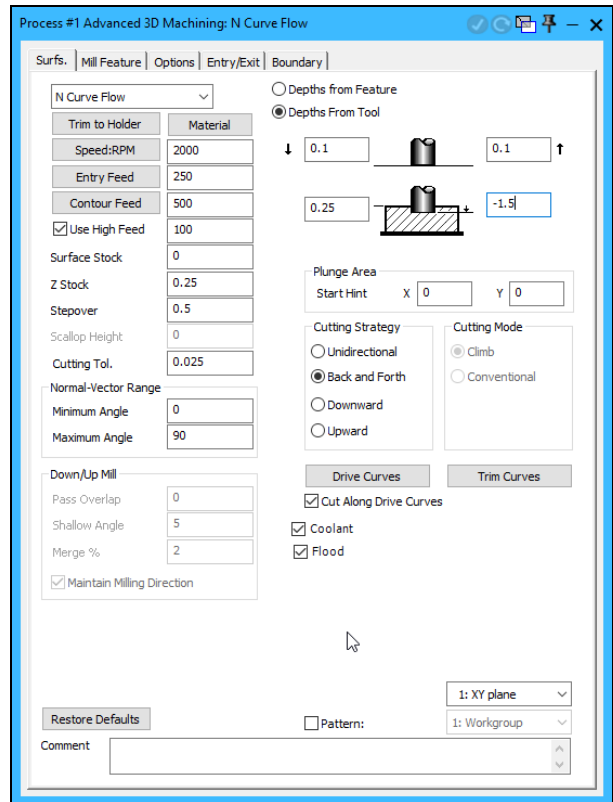 Process #1 Advanced 3D Machining: N Curve Flow
Surfs. Mill Feature Options Entry/Exit Boundary
N Curve Flow
Trim to Holder Material
Speed:RPM 2000
Entry Feed 250
Contour Feed 500
Use High Feed 100
Surface Stock 0
Z Stock 0.25
Stepover 0.5
Scallop Height 0
Cutting Tol. 0.025
Normal-Vector Range
Minimum Angle 0
Maximum Angle 90
Down/Up Mill
Pass Overlap 0
Shallow Angle 5
Merge % 2
Maintain Milling Direction
Depths from Feature
Depths From Tool
0.1 0.1
0.25 -1.5
Plunge Area
Start Hint X 0 Y 0
Cutting Strategy
Unidirectional
Back and Forth
Downward
Upward
Cutting Mode
Climb
Conventional
Drive Curves Trim Curves
Cut Along Drive Curves
Coolant
Flood
1: XY plane
Restore Defaults Pattern: 1: Workgroup
Comment